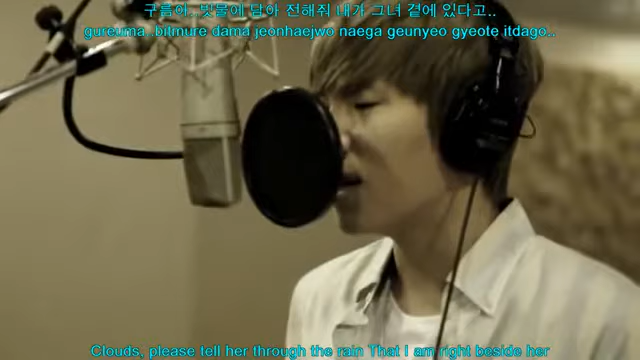 구름아..빗물에 담아 전해줘 내가 그녀 곁에 있다고..
gureuma..bitmure dama jeonhaejwo naega geunyeo gyeote itdago..
Clouds, please tell her through the rain That I am right beside her